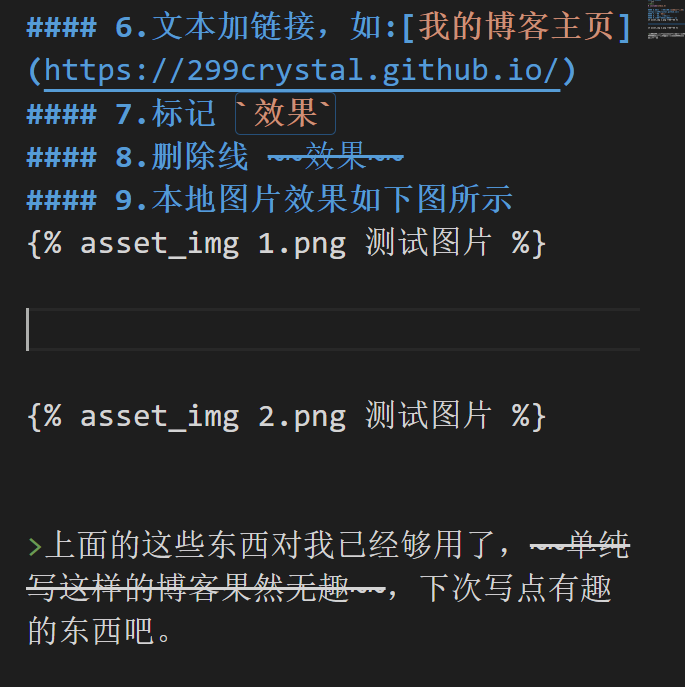 #### 6.文本加链接，如:[我的博客主页]
(https://299crystal.github.io/)
#### 7.标记 `效果`
#### 8.删除线 ~~效果~~
#### 9.本地图片效果如下图所示
{% asset_img 1.png 测试图片 %}
{% asset_img 2.png 测试图片 %}
>上面的这些东西对我已经够用了，~~单纯
写这样的博客果然无趣~~，下次写点有趣
的东西吧。